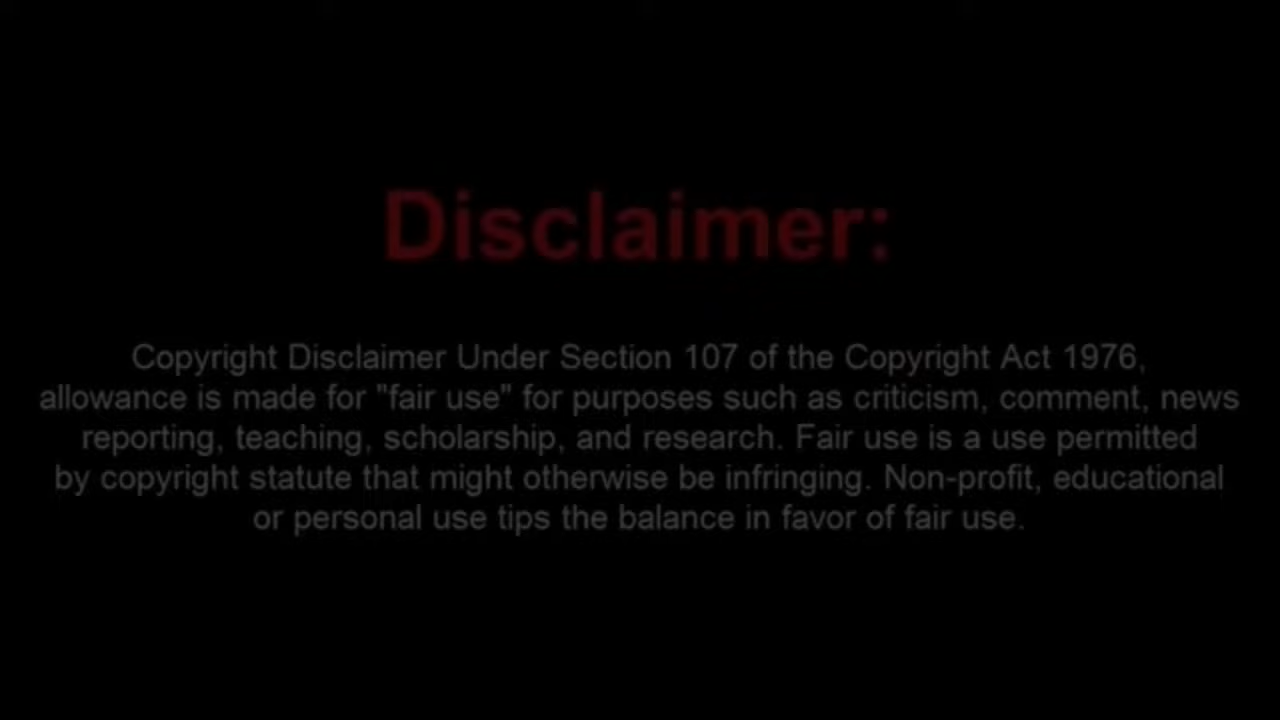 Disclaimer:
Copyright Disclaimer Under Section 107 of the Copyright Act 1976,
allowance is made for "fair use" for purposes such as criticism, comment, news
reporting, teaching, scholarship, and research. Fair use is a use permitted
by copyright statute that might otherwise be infringing. Non-profit, educational
or personal use tips the balance in favor of fair use.